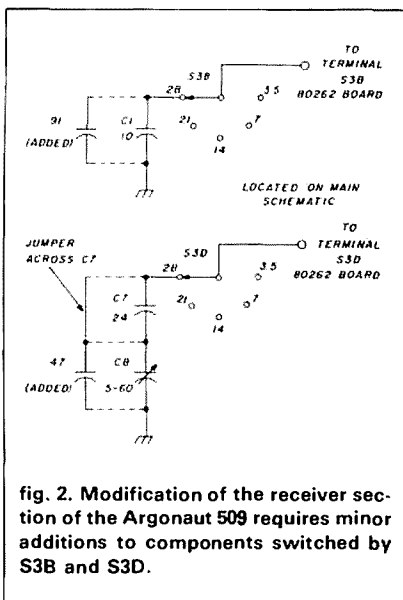 TO
TERMINAL
S3B
80262 BOARD
S3B
28
3.5
21
7
14
91
(ADDED)
C1
10
LOCATED ON MAIN
SCHEMATIC
TO
TERMINAL
S3D
80262 BOARD
JUMPER
ACROSS C7
S3D
28
3.5
21
7
14
C7
24
47
(ADDED)
C8
5-60
fig. 2. Modification of the receiver sec-
tion of the Argonaut 509 requires minor
additions to components switched by
S3B and S3D.